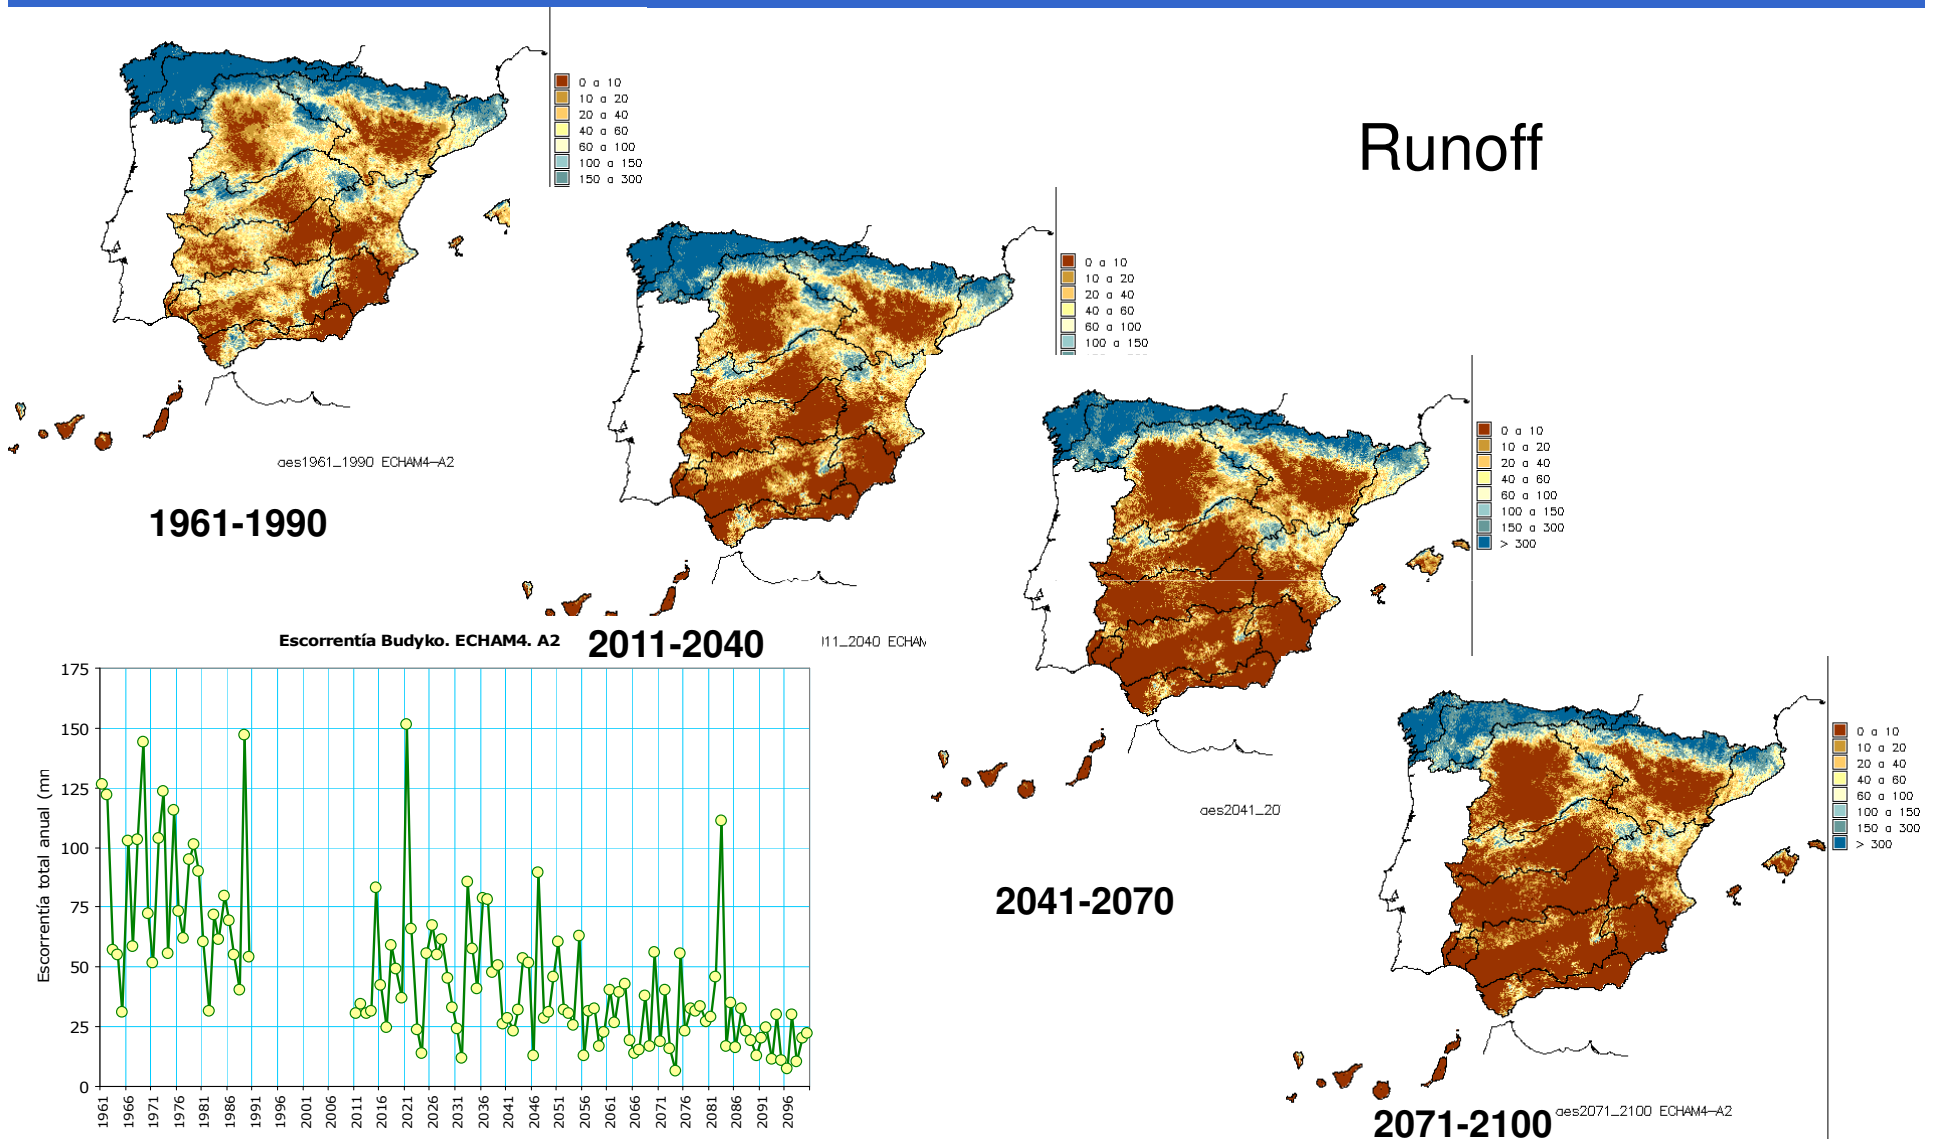 Runoff
0 a 10
10 a 20
20 a 40
40 a 60
60 a 100
100 a 150
150 a 300
aes1961_1990 ECHAM4-A2
1961-1990
0 a 10
10 a 20
20 a 40
40 a 60
60 a 100
100 a 150
2011-2040
11_2040 ECHAM
0 a 10
10 a 20
20 a 40
40 a 60
60 a 100
100 a 150
150 a 300
> 300
aes2041_20
2041-2070
0 a 10
10 a 20
20 a 40
40 a 60
60 a 100
100 a 150
150 a 300
> 300
aes2071_2100 ECHAM4-A2
2071-2100
Escorrentía Budyko. ECHAM4. A2
Escorrentía total anual (mm
175
150
125
100
75
50
25
0
1961
1966
1971
1976
1981
1986
1991
1996
2001
2006
2011
2016
2021
2026
2031
2036
2041
2046
2051
2056
2061
2066
2071
2076
2081
2086
2091
2096